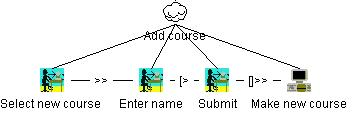 Add course
>> [> []>>
Select new course Enter name Submit Make new course